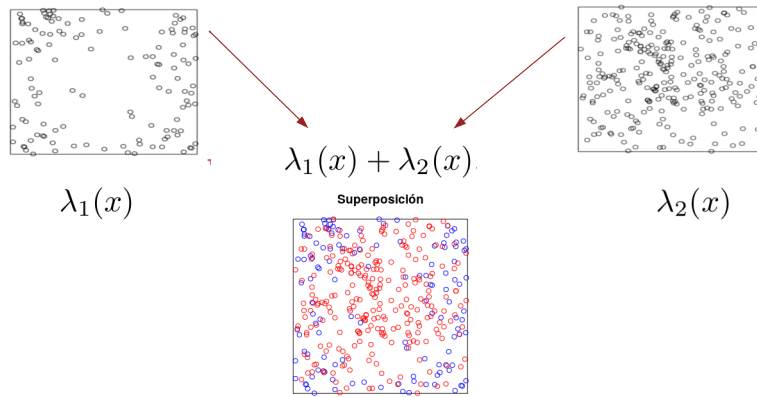 λ₁(x) + λ₂(x).
λ₁(x)
λ₂(x)
Superposición